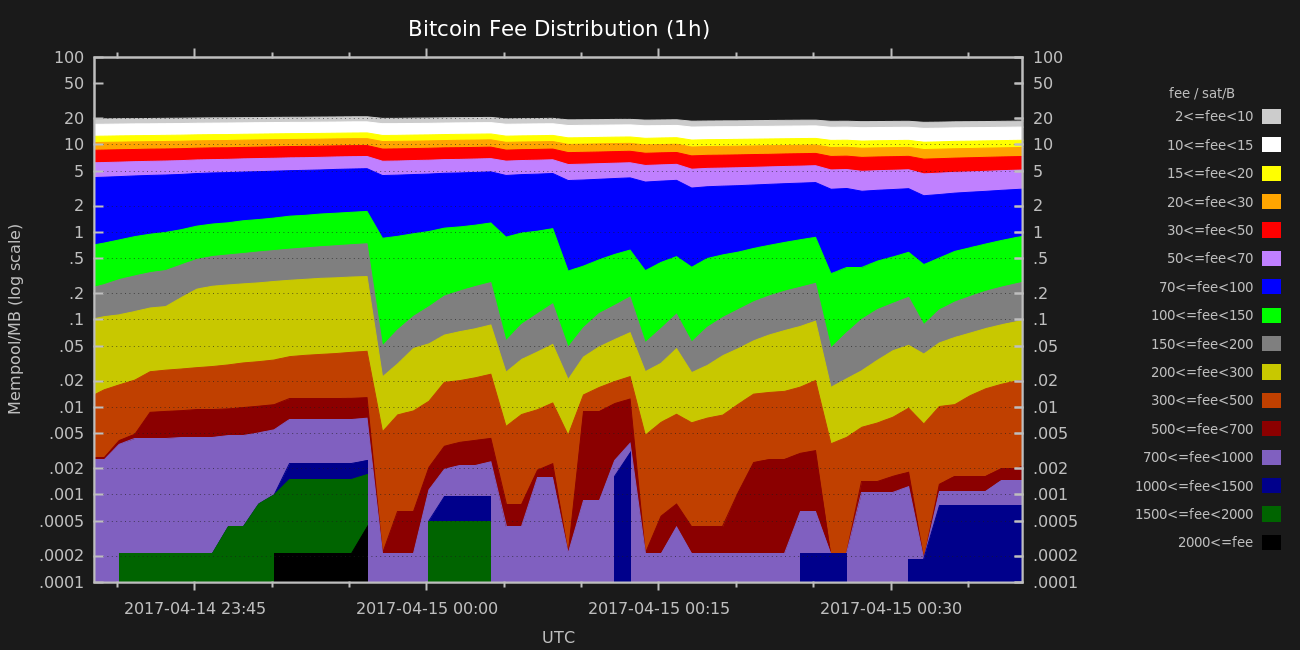 Bitcoin Fee Distribution (1h)
Mempool/MB (log scale)
100
50
20
10
5
2
1
.5
.2
.1
.05
.02
.01
.005
.002
.001
.0005
.0002
.0001
100
50
20
10
5
2
1
.5
.2
.1
.05
.02
.01
.005
.002
.001
.0005
.0002
.0001
2017-04-14 23:45
2017-04-15 00:00
2017-04-15 00:15
2017-04-15 00:30
UTC
fee / sat/B
2<=fee<10
10<=fee<15
15<=fee<20
20<=fee<30
30<=fee<50
50<=fee<70
70<=fee<100
100<=fee<150
150<=fee<200
200<=fee<300
300<=fee<500
500<=fee<700
700<=fee<1000
1000<=fee<1500
1500<=fee<2000
2000<=fee